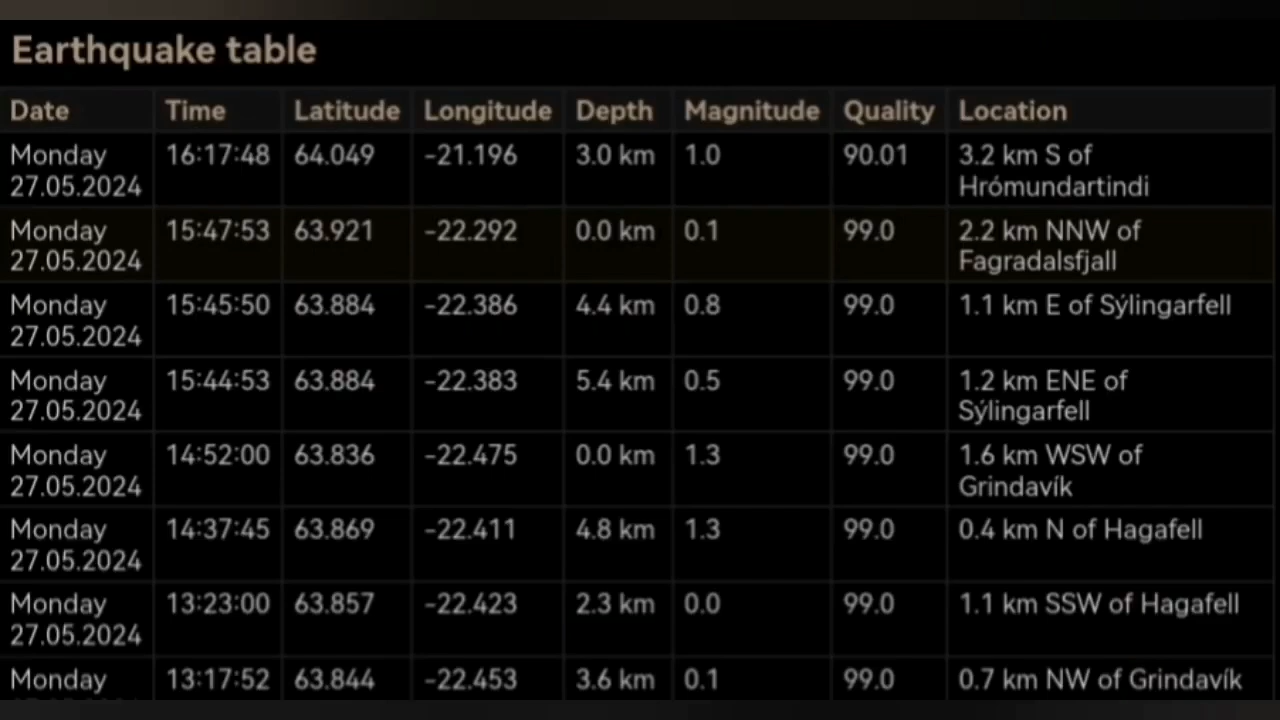 Earthquake table
Date Time Latitude Longitude Depth Magnitude Quality Location
Monday 16:17:48 64.049 -21.196 3.0 km 1.0 90.01 3.2 km S of
27.05.2024 Hrómundartindi
Monday 15:47:53 63.921 -22.292 0.0 km 0.1 99.0 2.2 km NNW of
27.05.2024 Fagradalsfjall
Monday 15:45:50 63.884 -22.386 4.4 km 0.8 99.0 1.1 km E of Sýlingarfell
27.05.2024
Monday 15:44:53 63.884 -22.383 5.4 km 0.5 99.0 1.2 km ENE of
27.05.2024 Sýlingarfell
Monday 14:52:00 63.836 -22.475 0.0 km 1.3 99.0 1.6 km WSW of
27.05.2024 Grindavík
Monday 14:37:45 63.869 -22.411 4.8 km 1.3 99.0 0.4 km N of Hagafell
27.05.2024
Monday 13:23:00 63.857 -22.423 2.3 km 0.0 99.0 1.1 km SSW of Hagafell
27.05.2024
Monday 13:17:52 63.844 -22.453 3.6 km 0.1 99.0 0.7 km NW of Grindavík